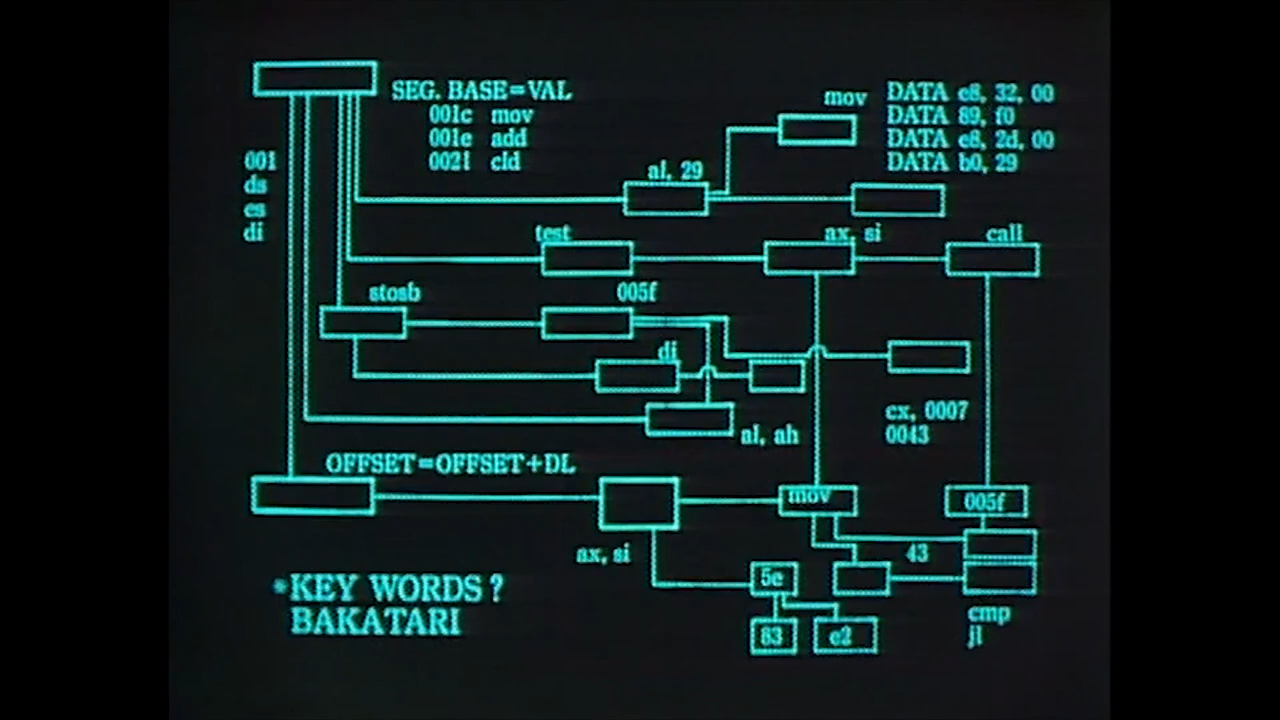 SEG. BASE=VAL
001c mov
001e add
0021 cld
mov
DATA e8, 32, 00
DATA 89, f0
DATA e8, 2d, 00
DATA b0, 29
001
ds
es
di
al, 29
test
ax, si
call
stosb
005f
di
cx, 0007
0043
al, ah
OFFSET=OFFSET+DL
mov
005f
ax, si
43
5e
*KEY WORDS?
BAKATARI
83
e2
cmp
jl